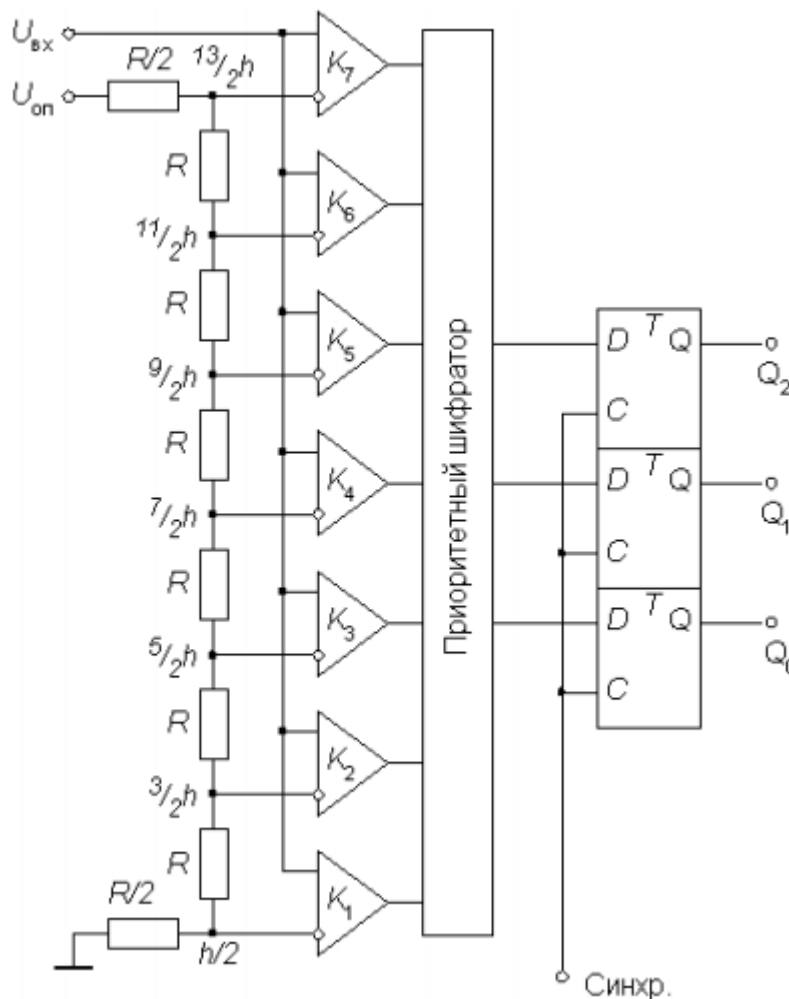 Uвх
R/2
13/2h
K7
Uоп
R
K6
11/2h
R
K5
9/2h
R
K4
7/2h
R
K3
5/2h
R
K2
3/2h
R
K1
R/2
h/2
Приоритетный шифратор
D T Q
Q2
C
D T Q
Q1
C
D T Q
Q0
C
Синхр.